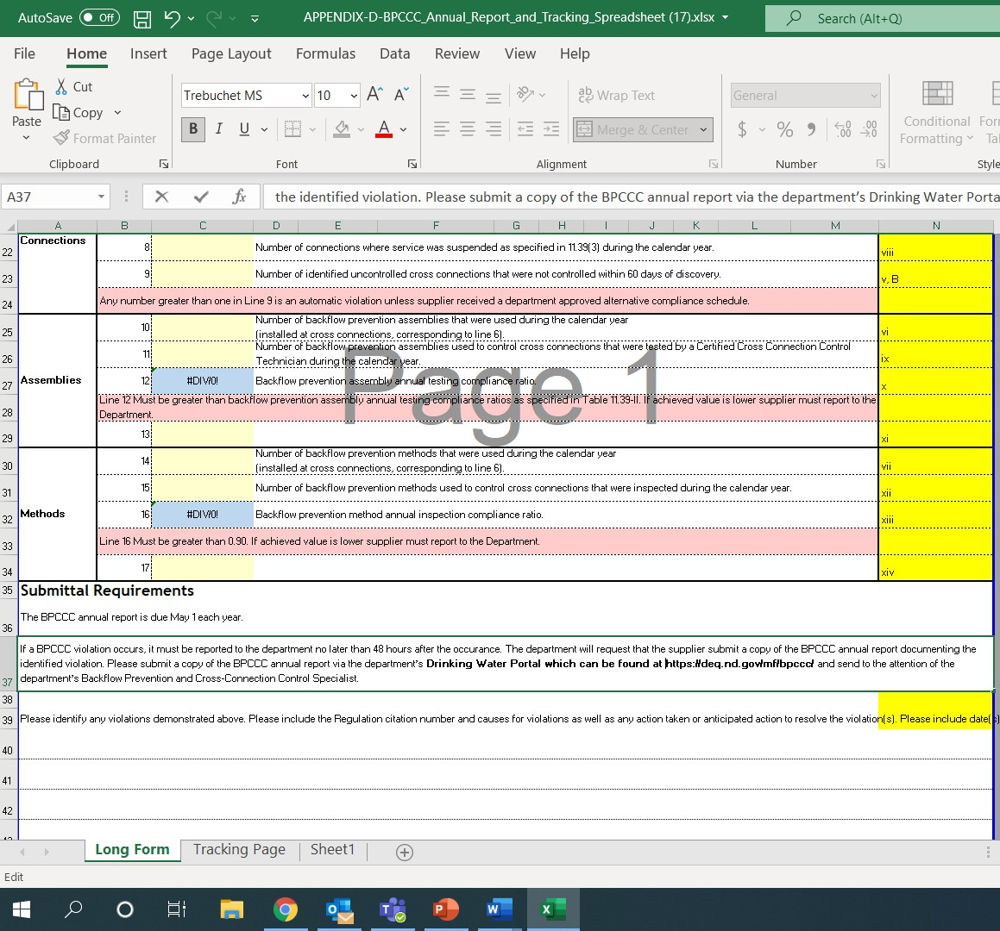 AutoSave Off APPENDIX-D-BPCCC_Annual_Report_and_Tracking_Spreadsheet (17).xlsx Search (Alt+Q)
File Home Insert Page Layout Formulas Data Review View Help
Paste Cut Copy Format Painter
Trebuchet MS 10
B I U A
Wrap Text
Merge & Center
General
$ % 9
Conditional
Formatting
Clipboard Font Alignment Number Style
A37 fx the identified violation. Please submit a copy of the BPCCC annual report via the department's Drinking Water Porta
A B C D E F G H I J K L M N
Connections
22 8 Number of connections where service was suspended as specified in 11.39(3) during the calendar year. viii
23 9 Number of identified uncontrolled cross connections that were not controlled within 60 days of discovery. v, B
24 Any number greater than one in Line 9 is an automatic violation unless supplier received a department approved alternative compliance schedule.
25 10 Number of backflow prevention assemblies that were used during the calendar year
(installed at cross connections, corresponding to line 6). vi
26 11 Number of backflow prevention assemblies used to control cross connections that were tested by a Certified Cross Connection Control
Technician during the calendar year. ix
27 Assemblies 12 #DIV/0! Backflow prevention assembly annual testing compliance ratio. x
Page 1
28 Line 12 Must be greater than backflow prevention assembly annual testing compliance ratios as specified in Table 11.39-II. If achieved value is lower supplier must report to the
Department.
29 13 xi
30 14 Number of backflow prevention methods that were used during the calendar year
(installed at cross connections, corresponding to line 6). vii
31 15 Number of backflow prevention methods used to control cross connections that were inspected during the calendar year. xii
32 Methods 16 #DIV/0! Backflow prevention method annual inspection compliance ratio. xiii
33 Line 16 Must be greater than 0.90. If achieved value is lower supplier must report to the Department.
34 17 xiv
35 Submittal Requirements
36 The BPCCC annual report is due May 1 each year.
If a BPCCC violation occurs, it must be reported to the department no later than 48 hours after the occurance. The department will request that the supplier submit a copy of the BPCCC annual report documenting the
identified violation. Please submit a copy of the BPCCC annual report via the department's Drinking Water Portal which can be found at https://deq.nd.gov/mf/bpccc/ and send to the attention of the
37 department's Backflow Prevention and Cross-Connection Control Specialist.
38
39 Please identify any violations demonstrated above. Please include the Regulation citation number and causes for violations as well as any action taken or anticipated action to resolve the violation(s). Please include date(s)
40
41
42
Long Form Tracking Page Sheet1
Edit